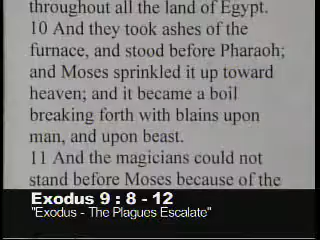 throughout all the land of Egypt.
10 And they took ashes of the
furnace, and stood before Pharaoh;
and Moses sprinkled it up toward
heaven; and it became a boil
breaking forth with blains upon
man, and upon beast.
11 And the magicians could not
stand before Moses because of the
Exodus 9 : 8 - 12
"Exodus - The Plagues Escalate"